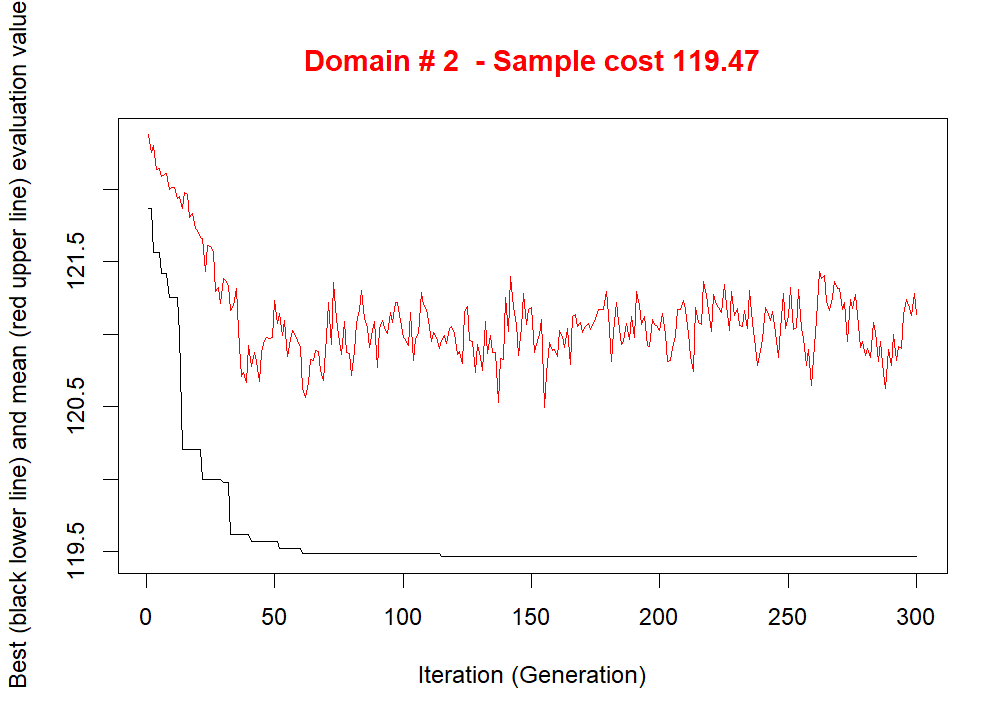 Domain # 2  - Sample cost 119.47
Best (black lower line) and mean (red upper line) evaluation value
121.5
120.5
119.5
0 50 100 150 200 250 300
Iteration (Generation)